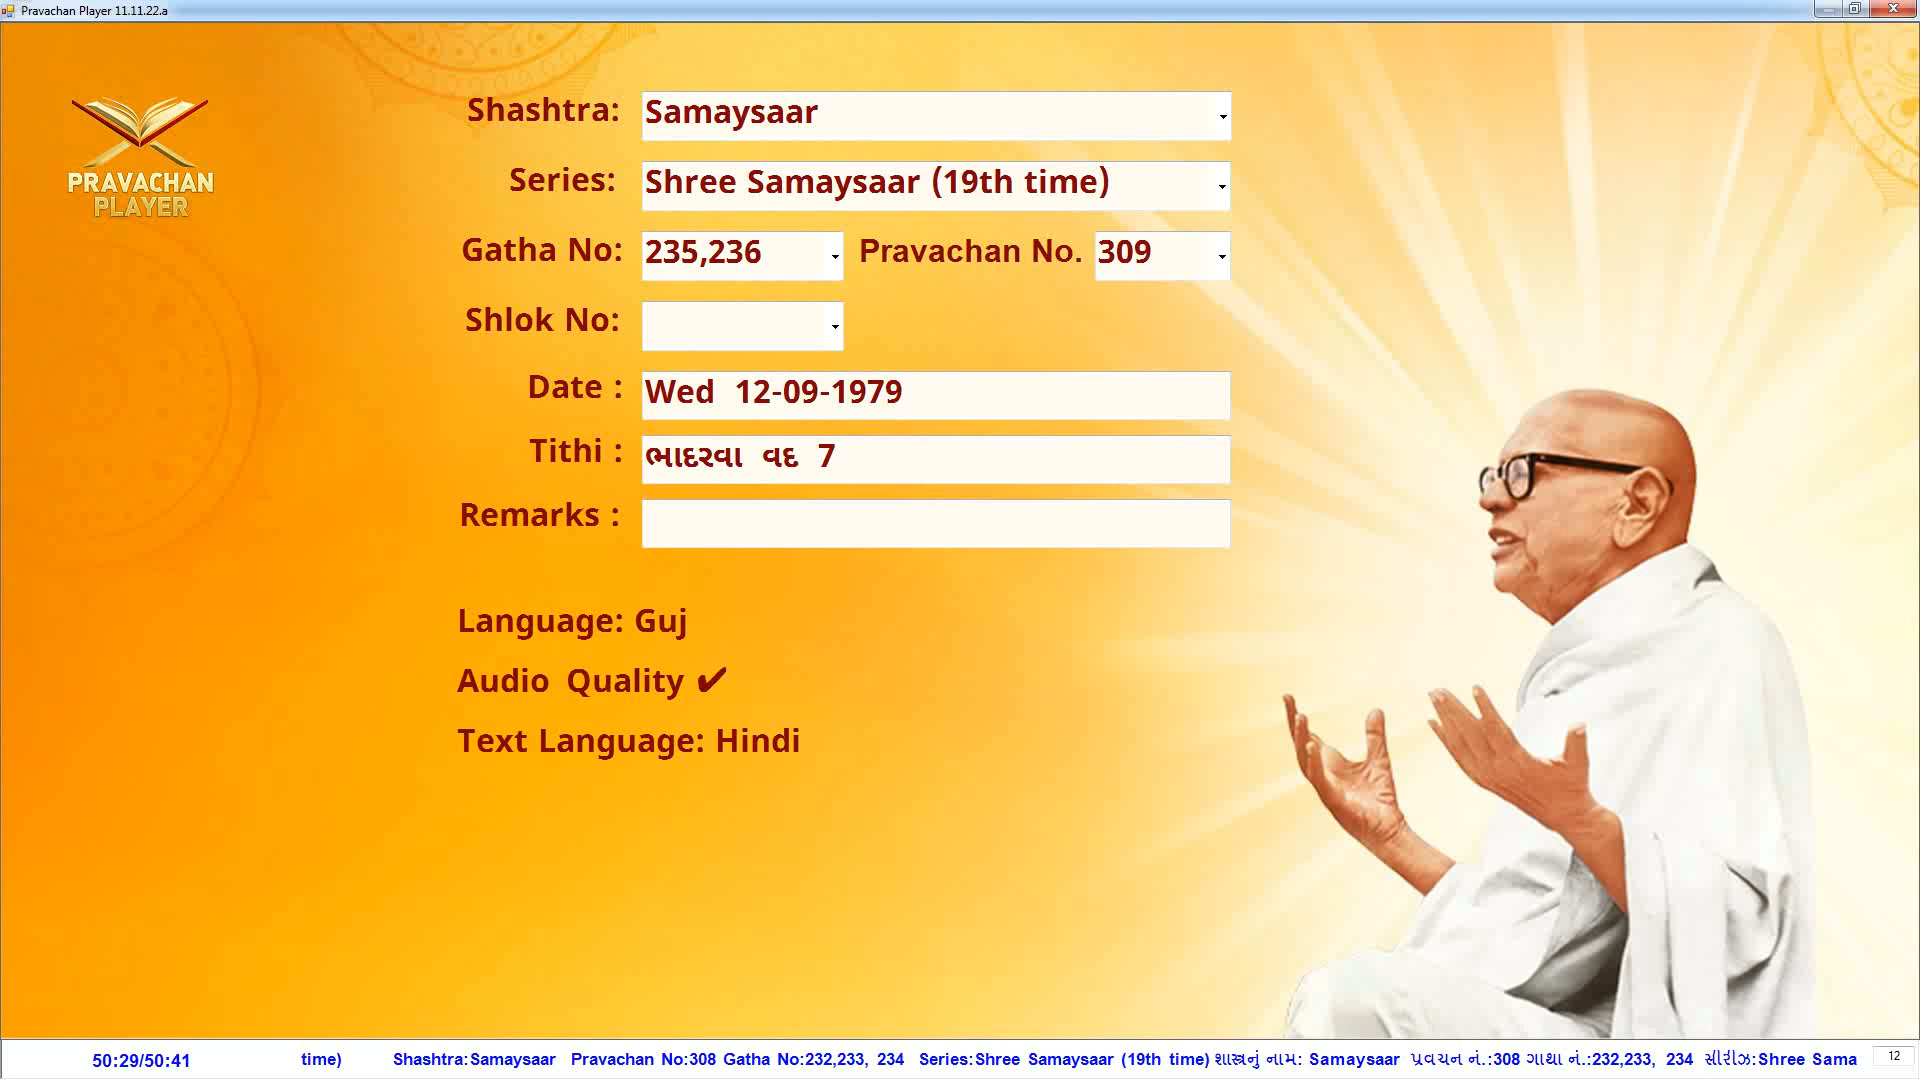 Pravachan Player 11.11.22.a
PRAVACHAN
PLAYER
Shashtra: Samaysaar
Series: Shree Samaysaar (19th time)
Gatha No: 235,236 Pravachan No. 309
Shlok No:
Date : Wed 12-09-1979
Tithi : ભાદરવા વદ 7
Remarks :
Language: Guj
Audio Quality ✔
Text Language: Hindi
50:29/50:41 time) Shashtra:Samaysaar Pravachan No:308 Gatha No:232,233, 234 Series:Shree Samaysaar (19th time) શાસ્ત્રનું નામ: Samaysaar પ્રવચન નં.:308 ગાથા નં.:232,233, 234 સીરીઝ:Shree Sama 12